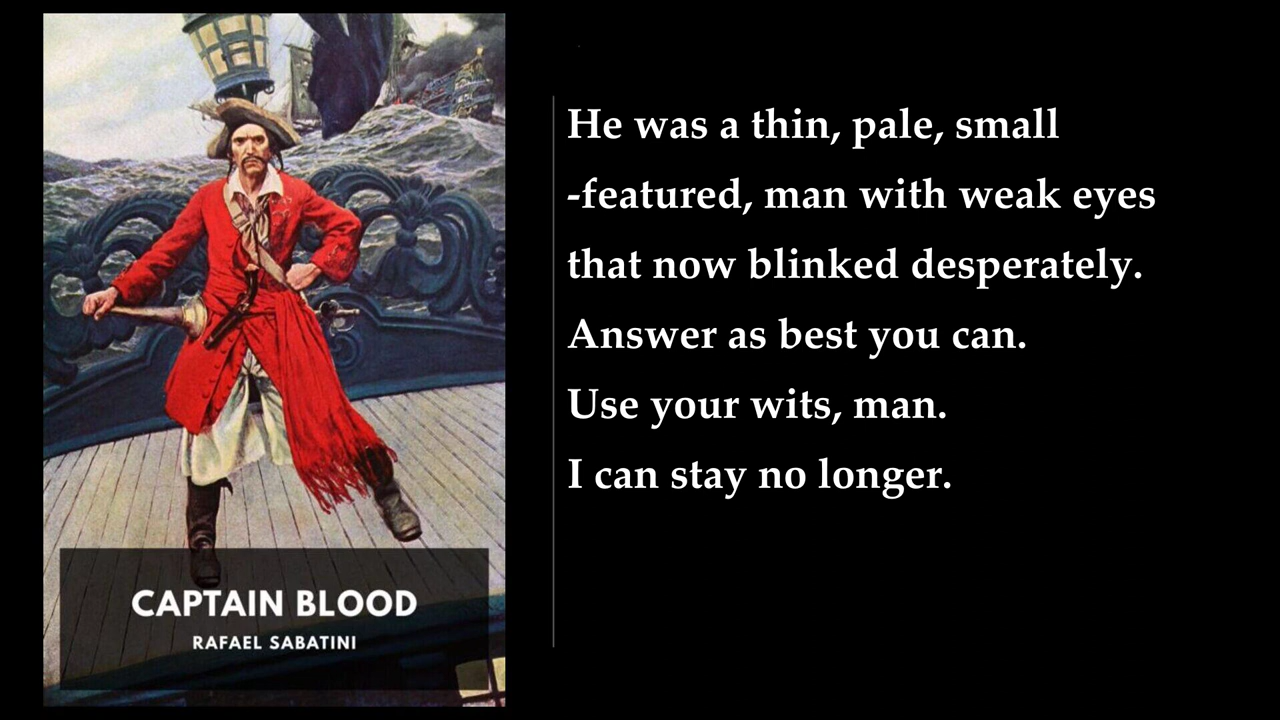 CAPTAIN BLOOD
RAFAEL SABATINI
He was a thin, pale, small
-featured, man with weak eyes
that now blinked desperately.
Answer as best you can.
Use your wits, man.
I can stay no longer.